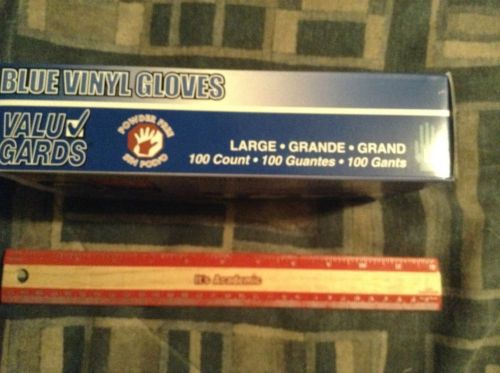 BLUE VINYL GLOVES
VALU
GARDS
POWDER FREE
SIN POLVO
LARGE • GRANDE • GRAND
100 Count • 100 Guantes • 100 Gants
It's Academic